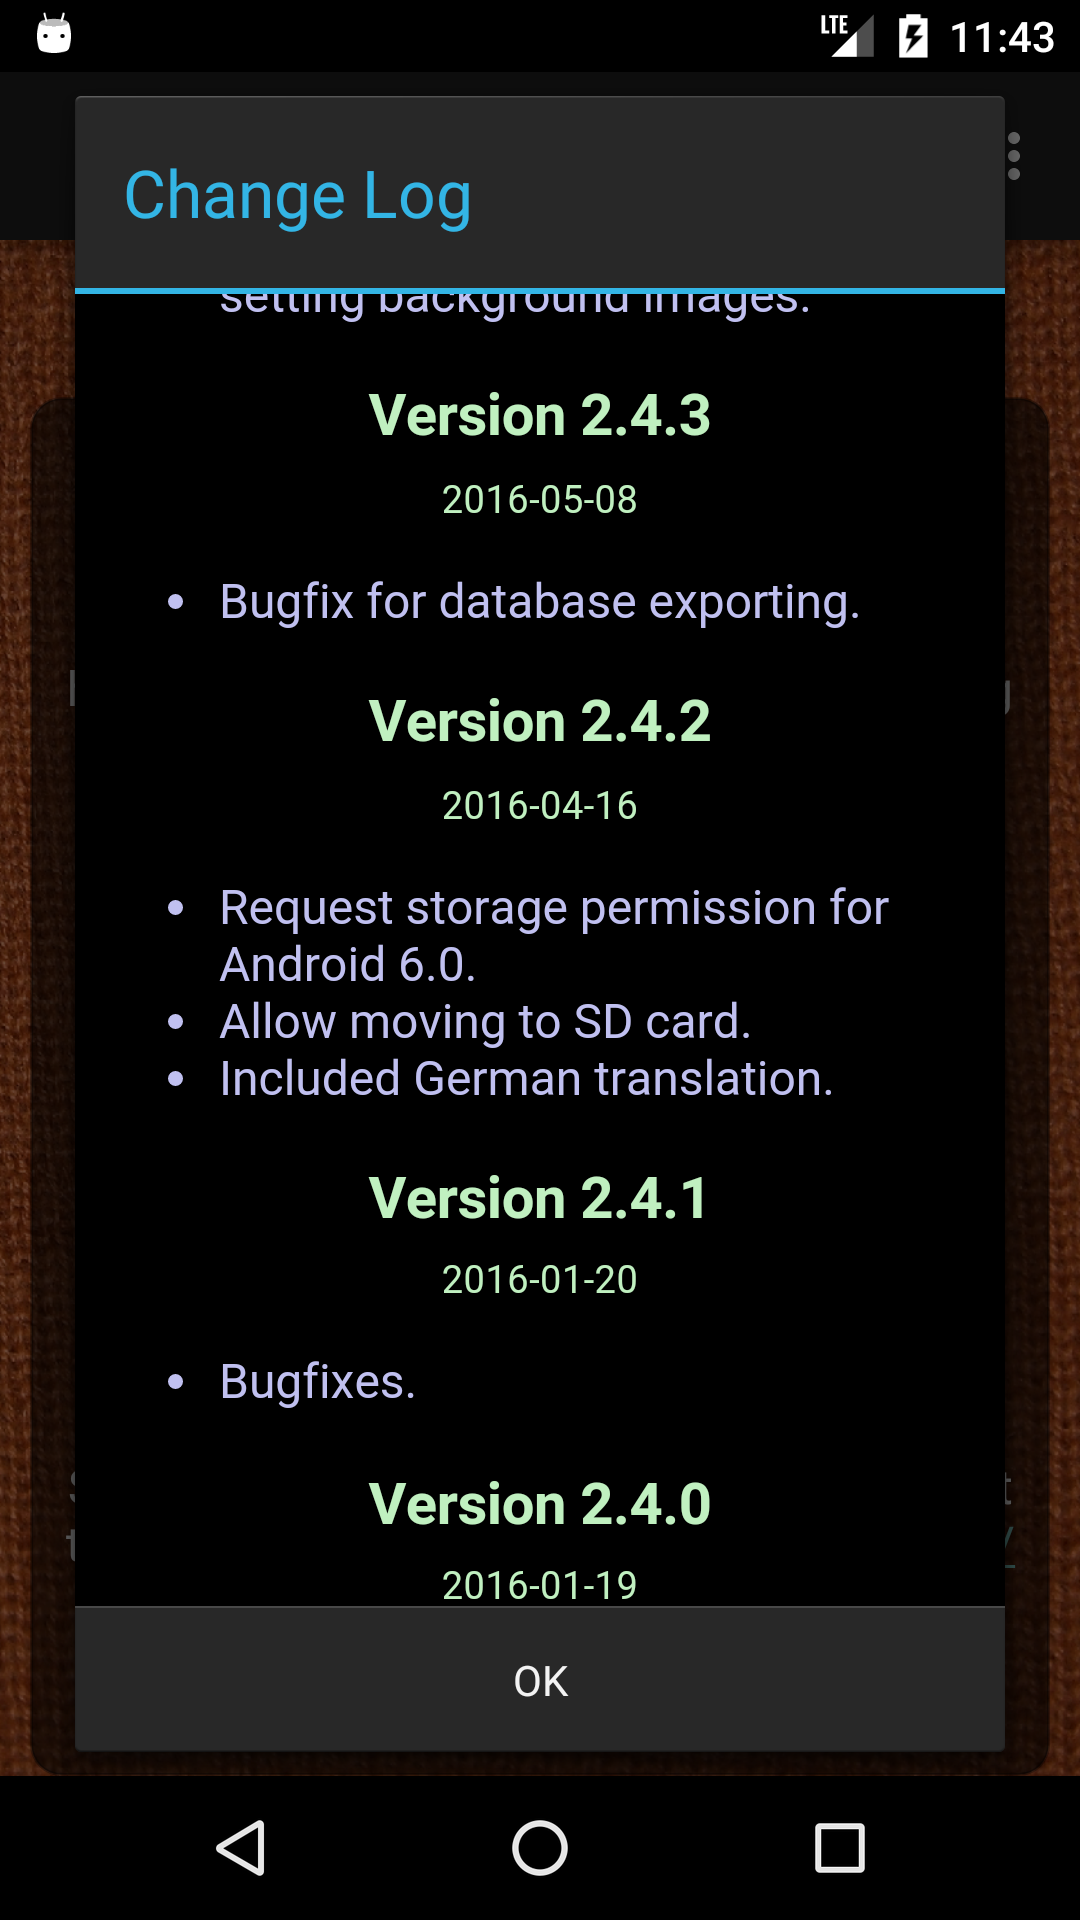 LTE 11:43
Change Log
setting background images.
Version 2.4.3
2016-05-08
• Bugfix for database exporting.
Version 2.4.2
2016-04-16
• Request storage permission for
Android 6.0.
• Allow moving to SD card.
• Included German translation.
Version 2.4.1
2016-01-20
• Bugfixes.
Version 2.4.0
2016-01-19
OK